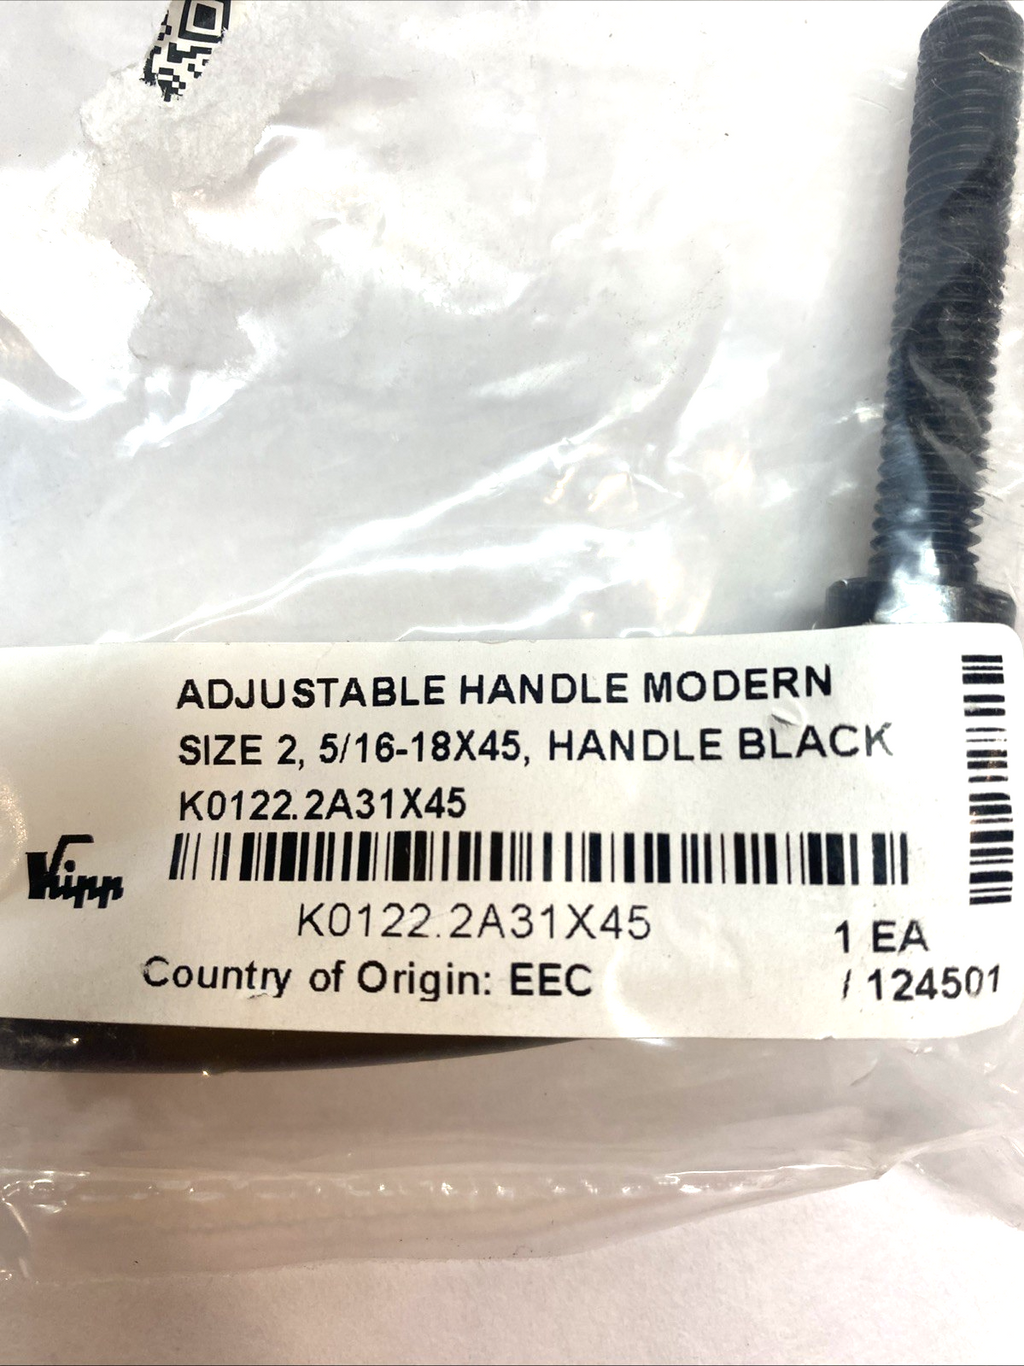 ADJUSTABLE HANDLE MODERN
SIZE 2, 5/16-18X45, HANDLE BLACK
K0122.2A31X45
Kipp
K0122.2A31X45
1 EA
Country of Origin: EEC
/ 124501